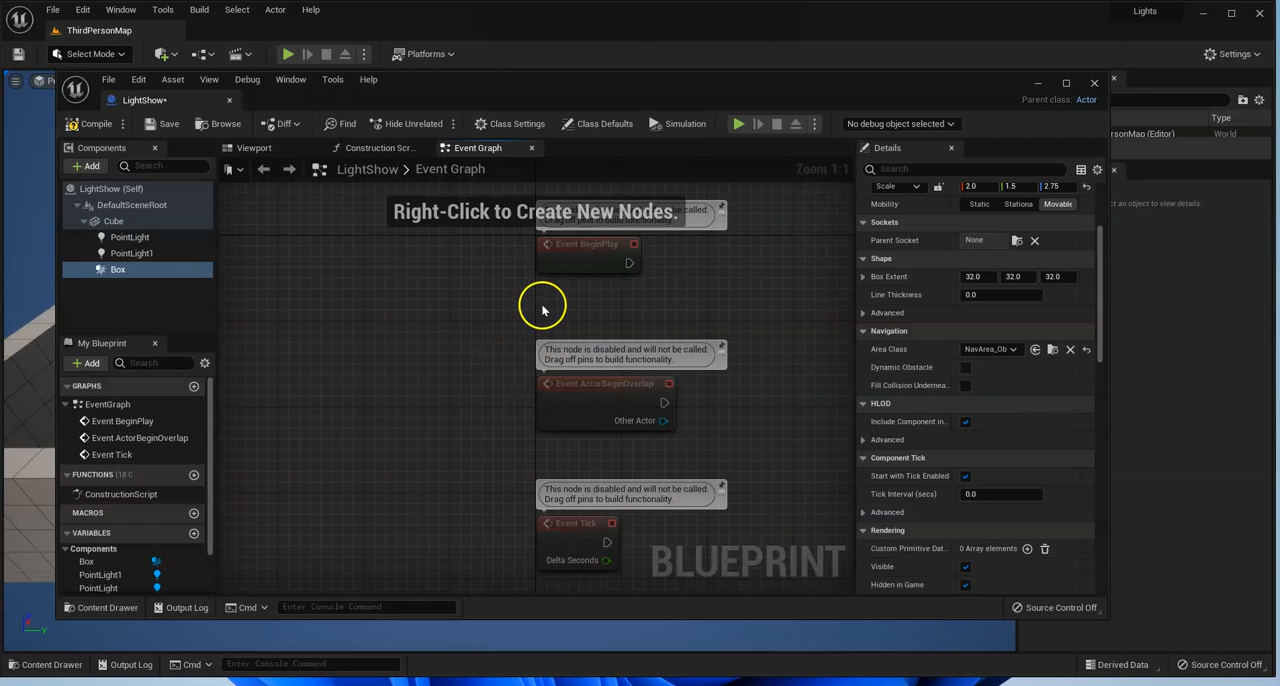 File Edit Window Tools Build Select Actor Help Lights
ThirdPersonMap
Select Mode Platforms Settings
File Edit Asset View Debug Window Tools Help
LightShow* Parent class: Actor
Compile Save Browse Diff Find Hide Unrelated Class Settings Class Defaults Simulation No debug object selected
Type
PersonMap (Editor) World
Components Viewport Construction Scr... Event Graph Details
Add Search LightShow > Event Graph Zoom 1:1 Search
LightShow (Self) Scale 2.0 1.5 2.75
DefaultSceneRoot Mobility Static Stationa Movable
Right-Click to Create New Nodes.
Cube Sockets
PointLight Event BeginPlay Parent Socket None
PointLight1 Shape
Box Box Extent 32.0 32.0 32.0
Line Thickness 0.0
Advanced
Navigation
My Blueprint This node is disabled and will not be called. Area Class NavArea_Ob
Drag off pins to build functionality.
Add Search Dynamic Obstacle
GRAPHS Event ActorBeginOverlap Fill Collision Undernea...
EventGraph HLOD
Event BeginPlay Other Actor Include Component in...
Event ActorBeginOverlap Advanced
Event Tick Component Tick
FUNCTIONS (18 Start with Tick Enabled
ConstructionScript This node is disabled and will not be called. Tick Interval (secs) 0.0
Drag off pins to build functionality.
MACROS Advanced
VARIABLES Event Tick Rendering
Components Custom Primitive Dat... 0 Array elements
Box Delta Seconds BLUEPRINT Visible
PointLight1
PointLight Hidden in Game
Content Drawer Output Log Cmd Enter Console Command Source Control Off
Content Drawer Output Log Cmd Enter Console Command Derived Data Source Control Off